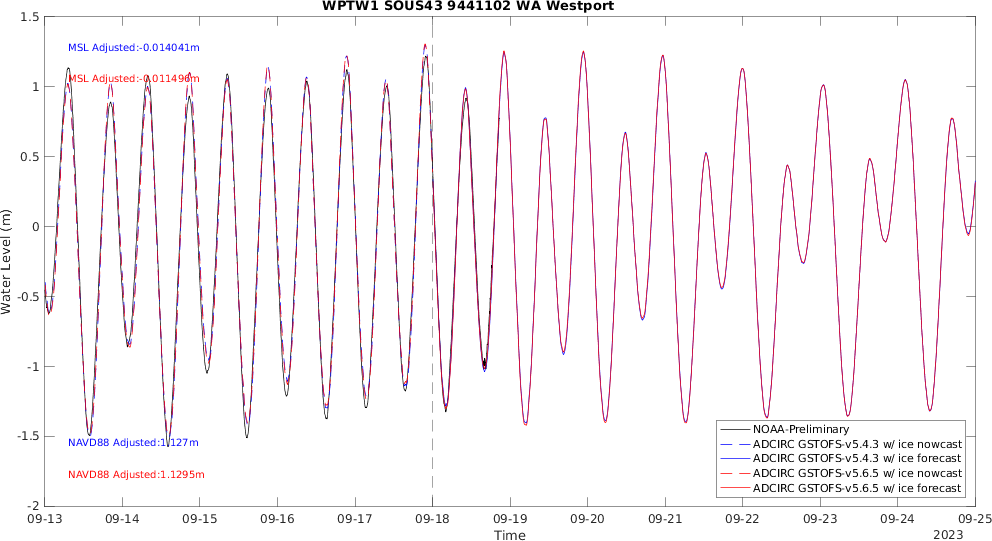 WPTW1 SOUS43 9441102 WA Westport
1.5
1
0.5
0
-0.5
-1
-1.5
-2
Water Level (m)
MSL Adjusted:-0.014041m
MSL Adjusted:-0.011496m
NAVD88 Adjusted:1.127m
NAVD88 Adjusted:1.1295m
NOAA-Preliminary
ADCIRC GSTOFS-v5.4.3 w/ ice nowcast
ADCIRC GSTOFS-v5.4.3 w/ ice forecast
ADCIRC GSTOFS-v5.6.5 w/ ice nowcast
ADCIRC GSTOFS-v5.6.5 w/ ice forecast
09-13 09-14 09-15 09-16 09-17 09-18 09-19 09-20 09-21 09-22 09-23 09-24 09-25
Time
2023